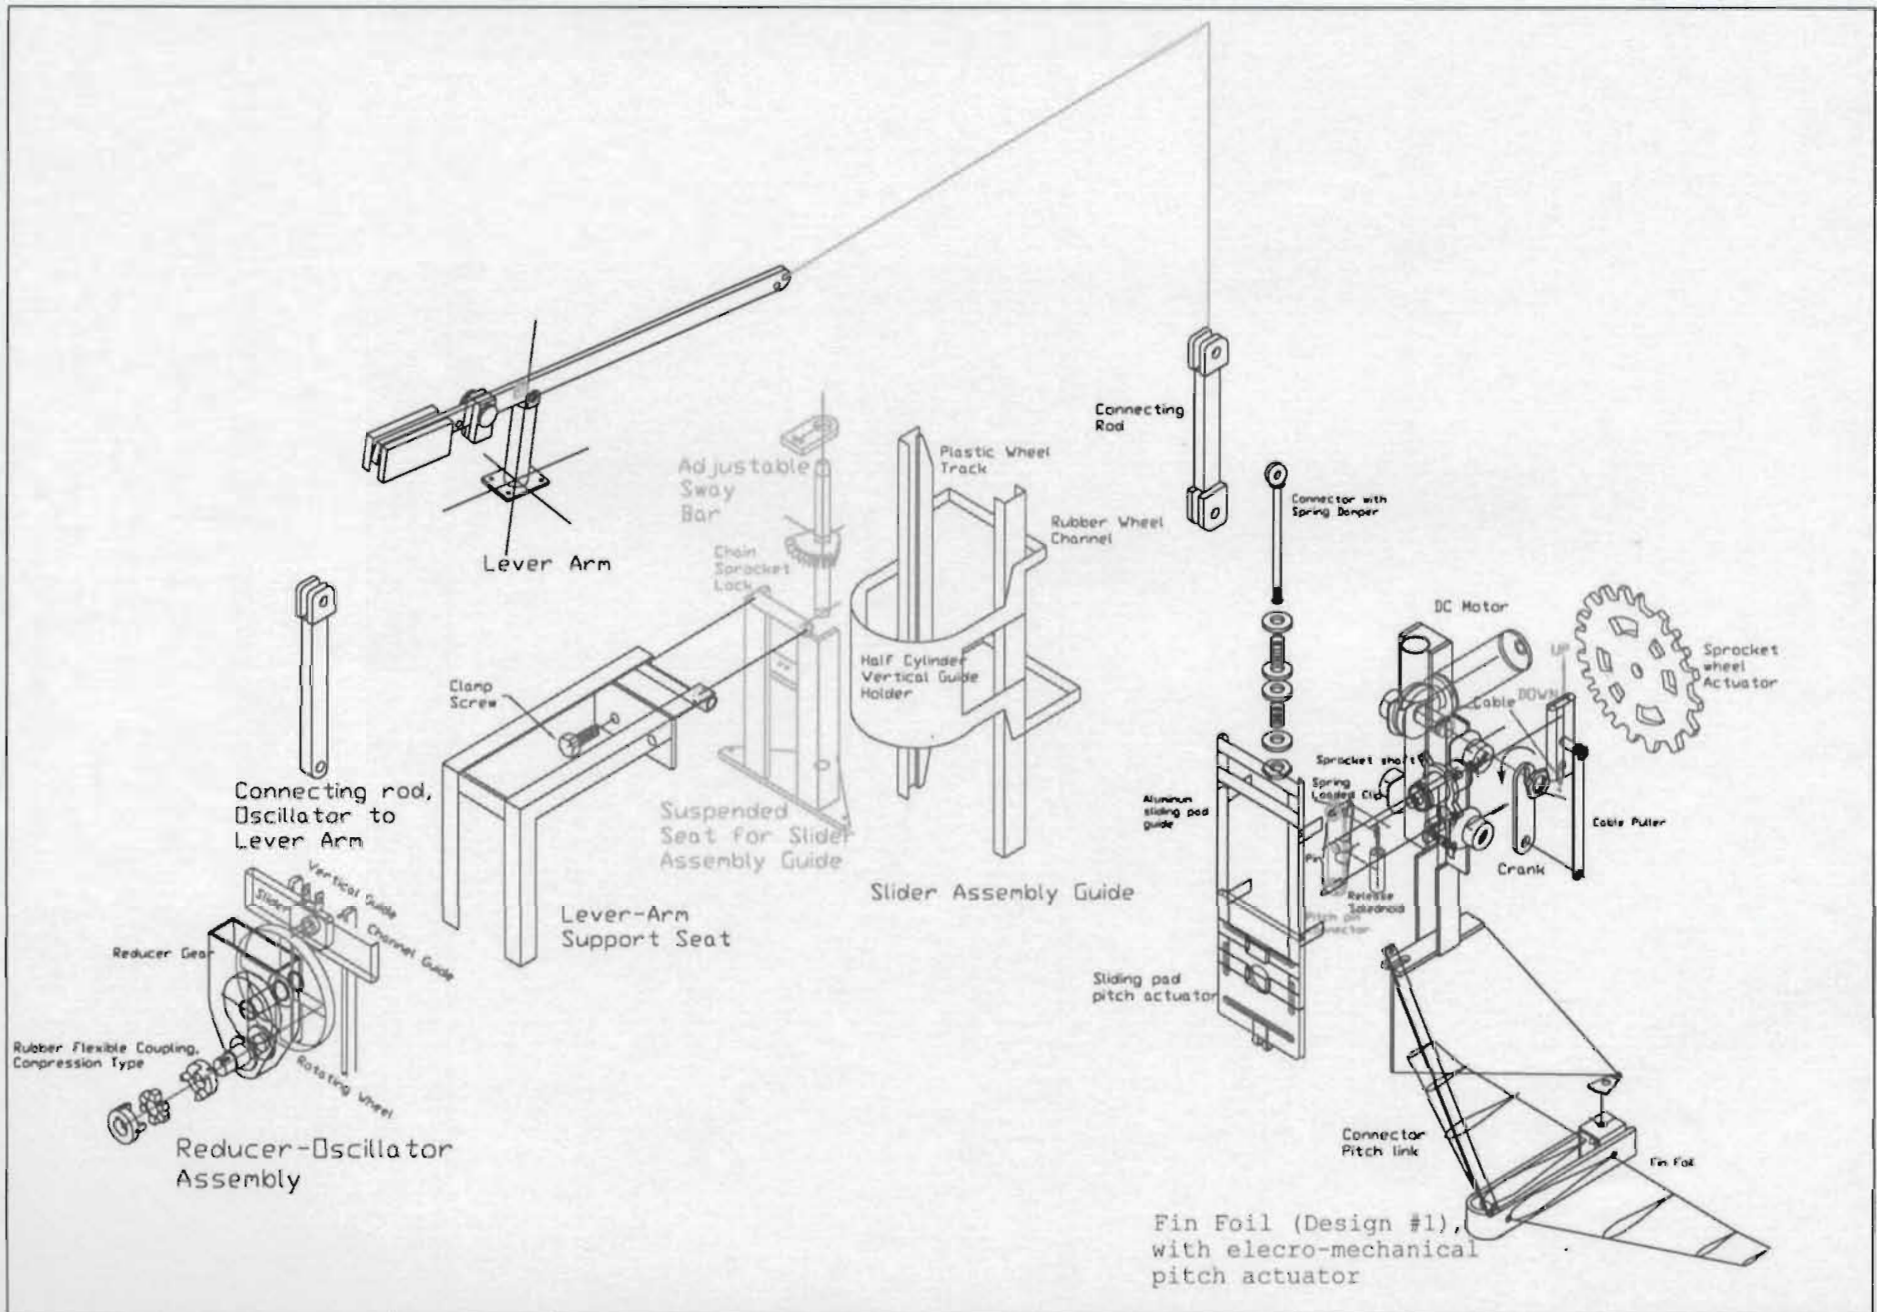 Connecting
Rod
Plastic Wheel
Track
Adjustable
Sway
Bar
Connector with
Spring Damper
Rubber Wheel
Channel
Lever Arm
Chain
Sprocket
Lock
DC Motor
UP
Sprocket
wheel
Actuator
Half Cylinder
Vertical Guide
Holder
Clamp
Screw
Cable
DOWN
Sprocket shaft
Spring
Loaded Clip
Connecting rod,
Oscillator to
Lever Arm
Aluminum
sliding pad
guide
Cable Puller
Suspended
Seat for Slider
Assembly Guide
Pin
Crank
Vertical Guide
Slider
Slider Assembly Guide
Release
Soleanoid
Lever-Arm
Support Seat
Pitch pin
connector
Channel Guide
Reducer Gear
Sliding pad
pitch actuator
Rubber Flexible Coupling,
Compression Type
Rotating Wheel
Reducer-Oscillator
Assembly
Connector
Pitch link
Fin Foil
Fin Foil (Design #1),
with elecro-mechanical
pitch actuator